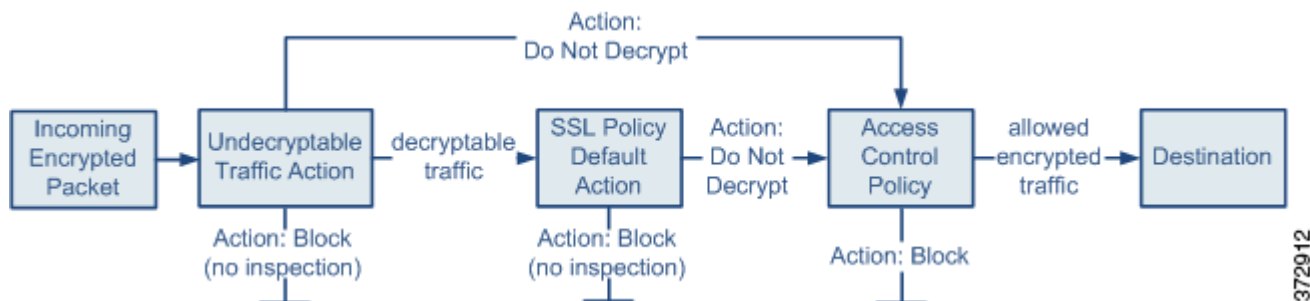 Action:
Do Not Decrypt
Incoming
Encrypted
Packet
Undecryptable
Traffic Action
decryptable
traffic
SSL Policy
Default
Action
Action:
Do Not
Decrypt
Access
Control
Policy
allowed
encrypted
traffic
Destination
Action: Block
(no inspection)
Action: Block
(no inspection)
Action: Block
372912